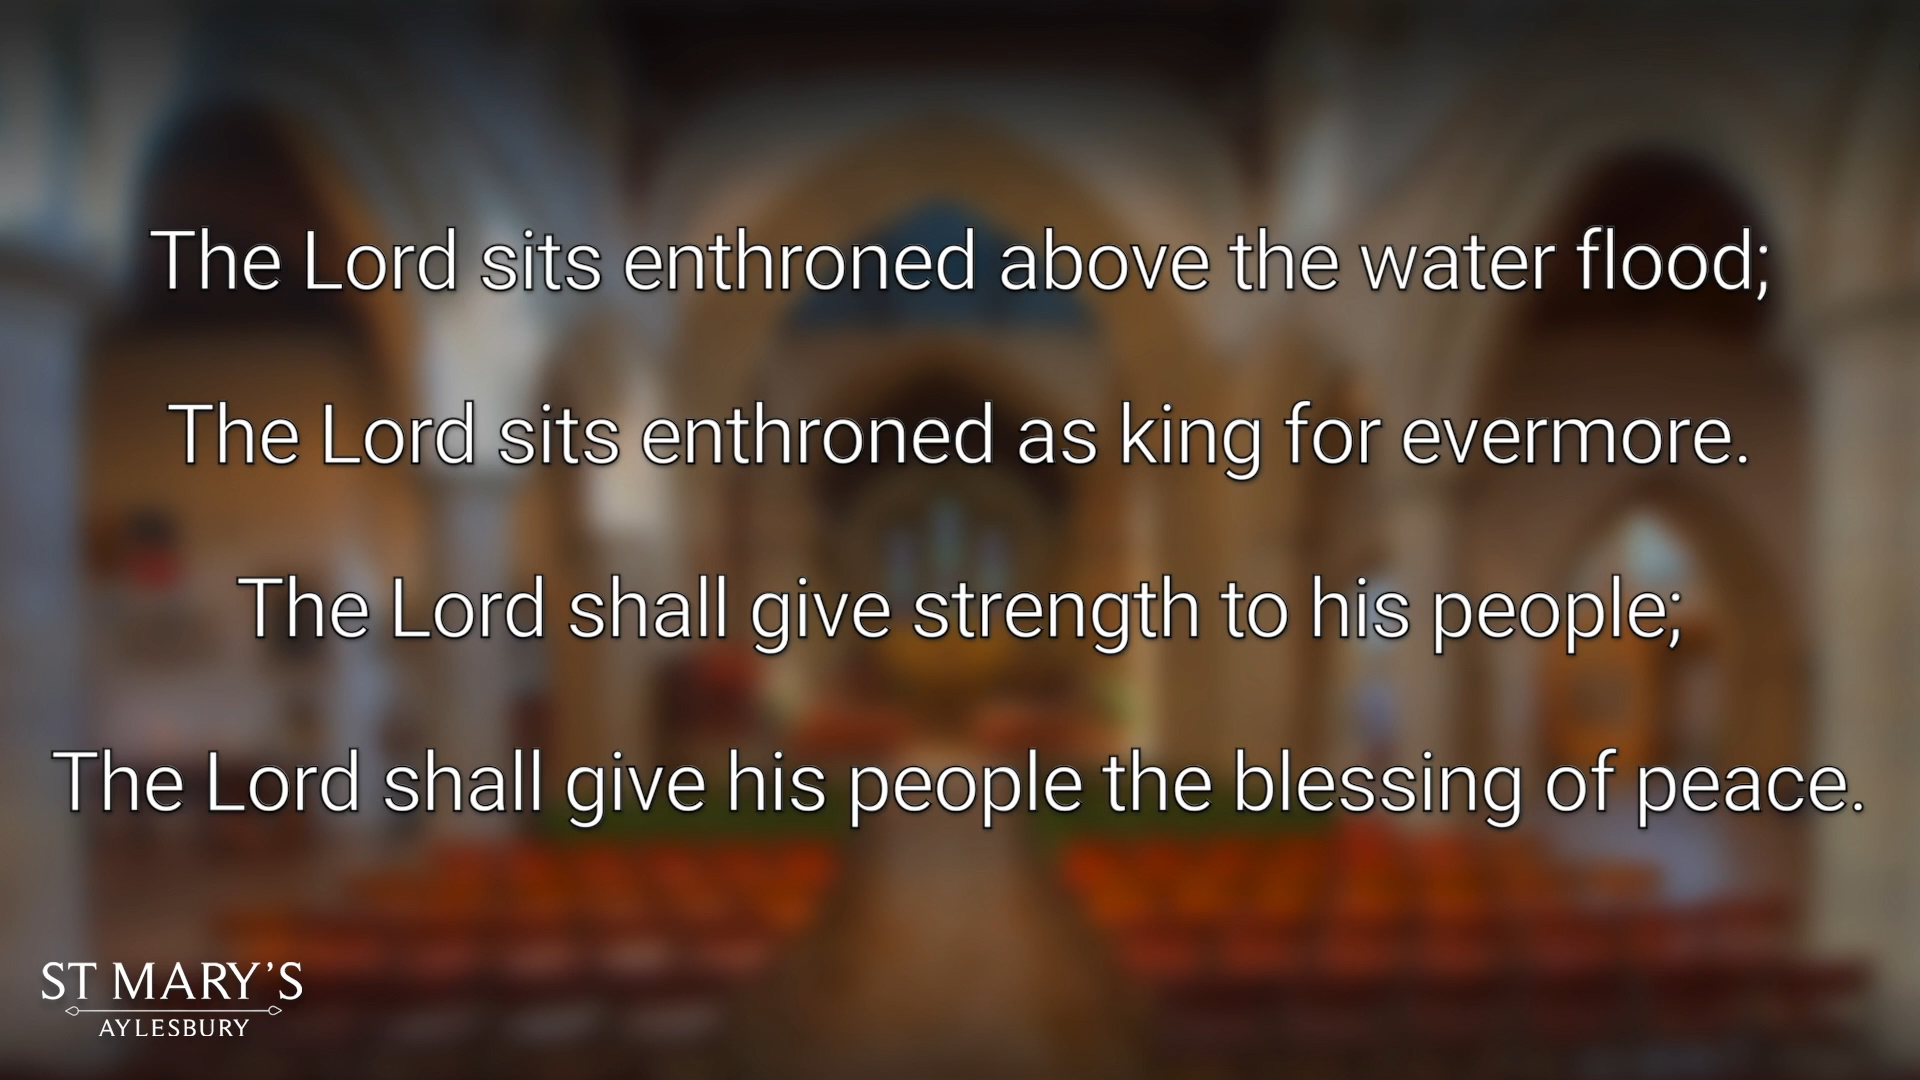 The Lord sits enthroned above the water flood;
The Lord sits enthroned as king for evermore.
The Lord shall give strength to his people;
The Lord shall give his people the blessing of peace.
ST MARY'S
AYLESBURY